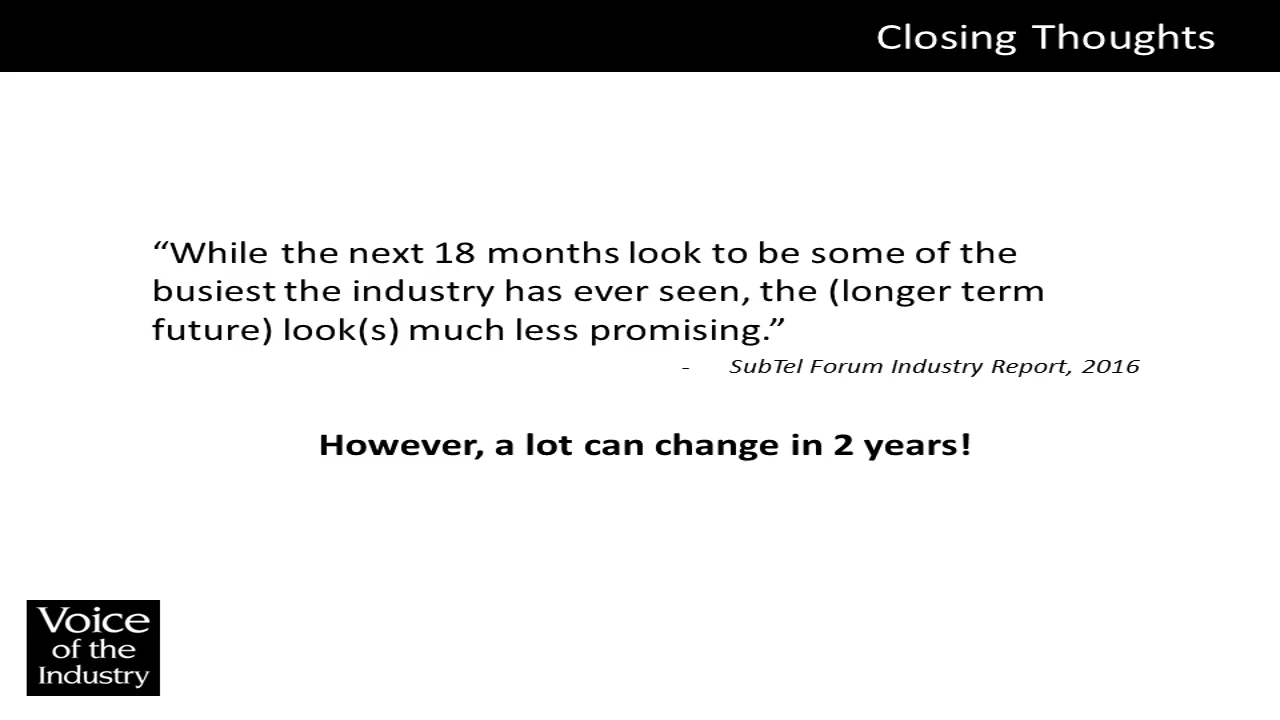 Closing Thoughts
“While the next 18 months look to be some of the
busiest the industry has ever seen, the (longer term
future) look(s) much less promising.”
- SubTel Forum Industry Report, 2016
However, a lot can change in 2 years!
Voice
of the
Industry